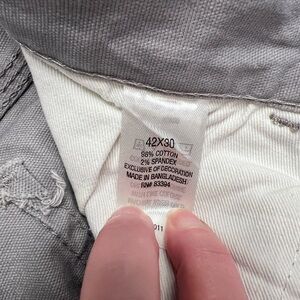 42X30
98% COTTON
2% SPANDEX
EXCLUSIVE OF DECORATION
MADE IN BANGLADESH
RN# 83394